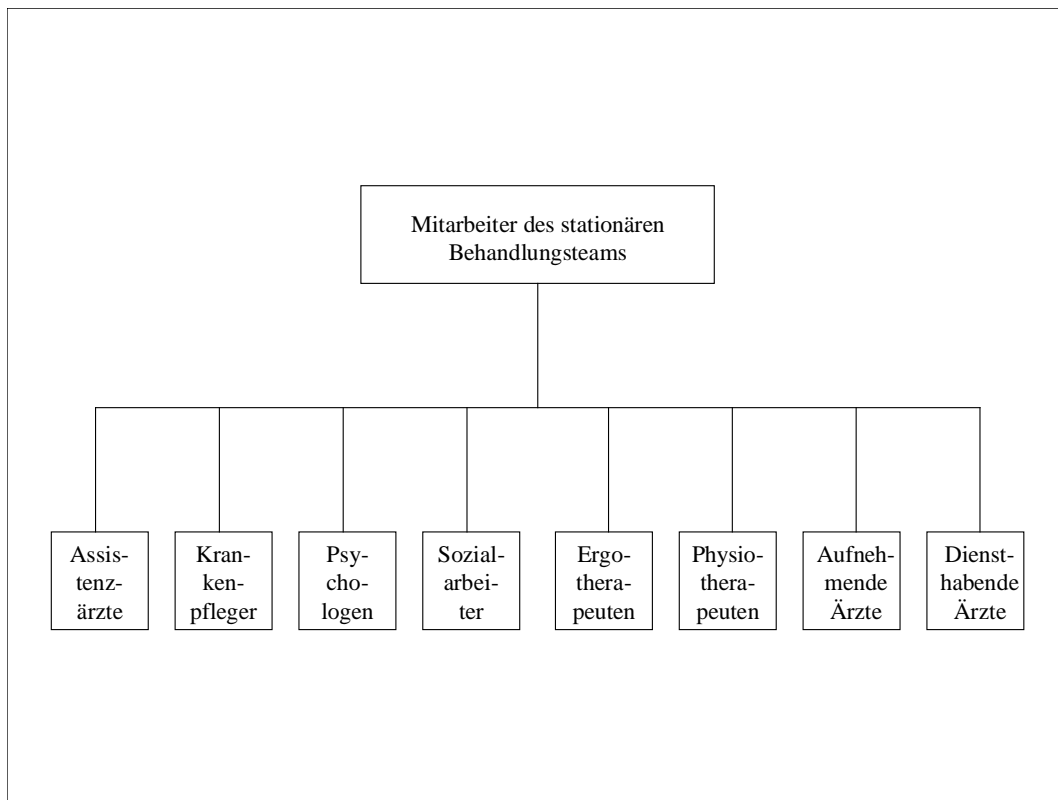 Mitarbeiter des stationären
Behandlungsteams
Assis-
tenz-
ärzte
Kran-
ken-
pfleger
Psy-
cho-
logen
Sozial-
arbei-
ter
Ergo-
thera-
peuten
Physio-
thera-
peuten
Aufneh-
mende
Ärzte
Dienst-
habende
Ärzte